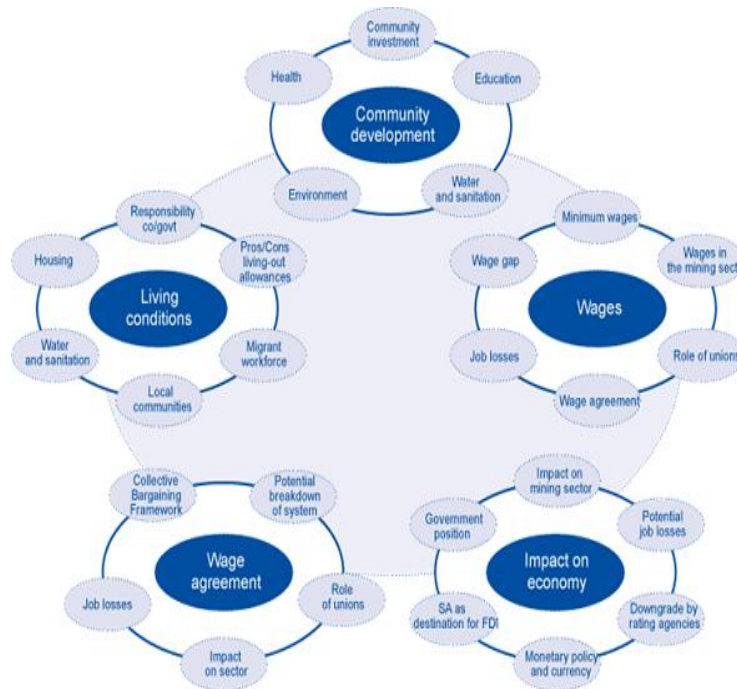 Community
investment
Health
Education
Community
development
Environment
Water
and sanitation
Responsibility
co/govt
Housing
Pros/Cons
living-out
allowances
Living
conditions
Water
and sanitation
Migrant
workforce
Local
communities
Minimum wages
Wage gap
Wages in
the mining sect
Wages
Job losses
Role of unions
Wage agreement
Collective
Bargaining
Framework
Potential
breakdown
of system
Wage
agreement
Job losses
Role
of unions
Impact
on sector
Impact on
mining sector
Government
position
Potential
job losses
Impact on
economy
SA as
destination for FDI
Downgrade by
rating agencies
Monetary policy
and currency